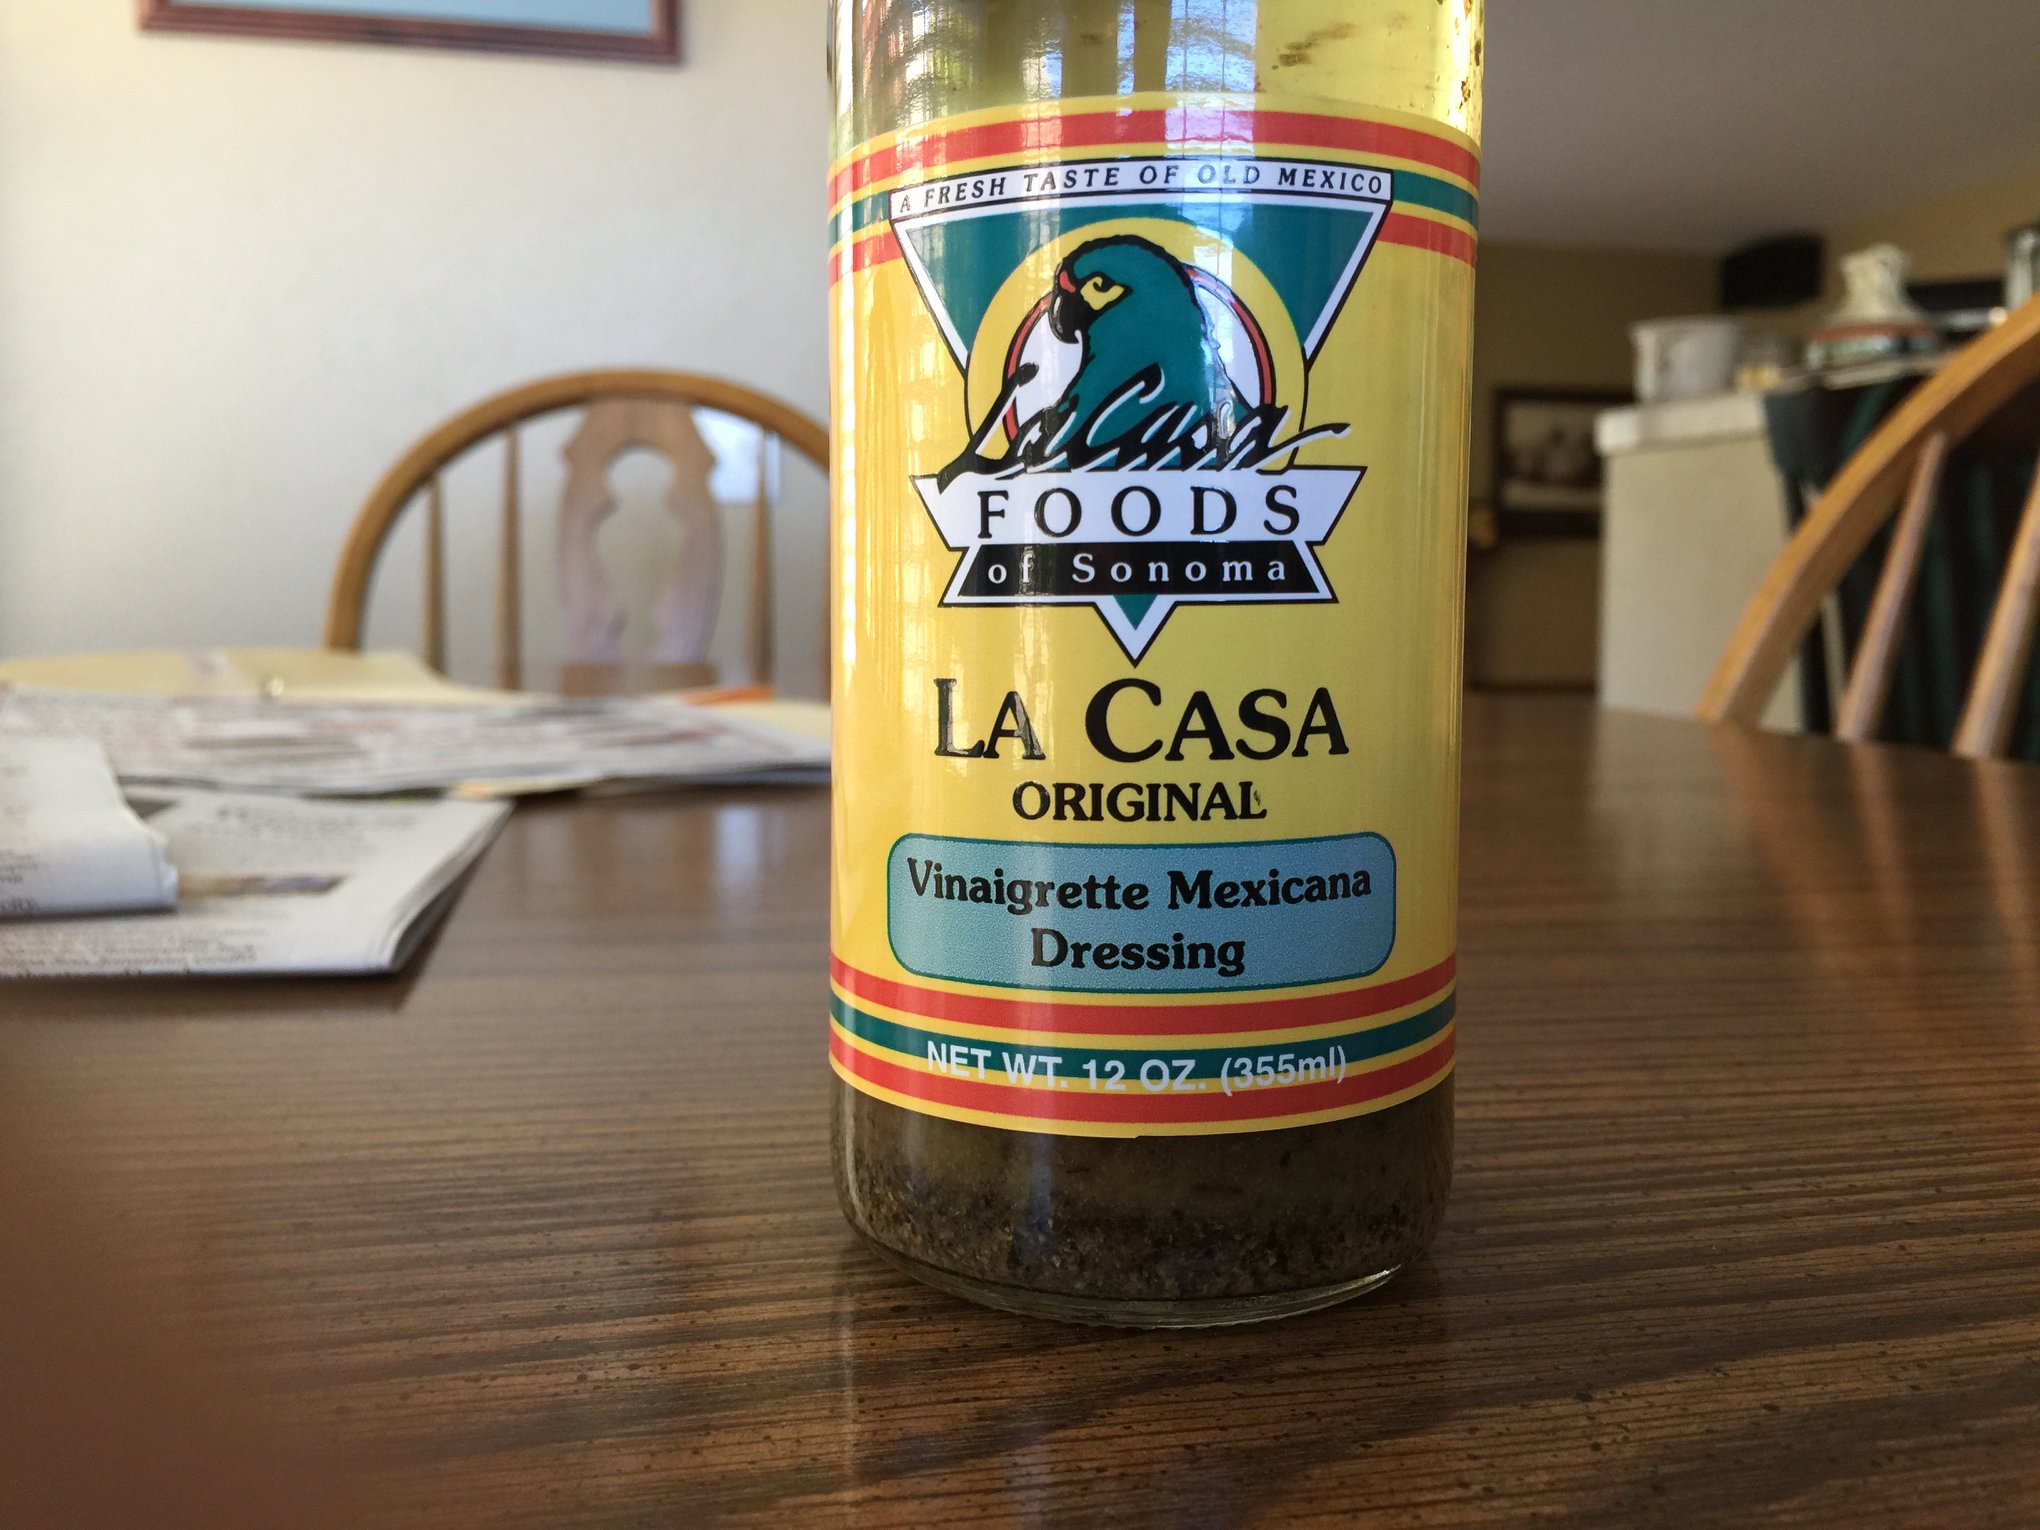 A FRESH TASTE OF OLD MEXICO
La Casa
FOODS
of Sonoma
LA CASA
ORIGINAL
Vinaigrette Mexicana
Dressing
NET WT. 12 OZ. (355ml)